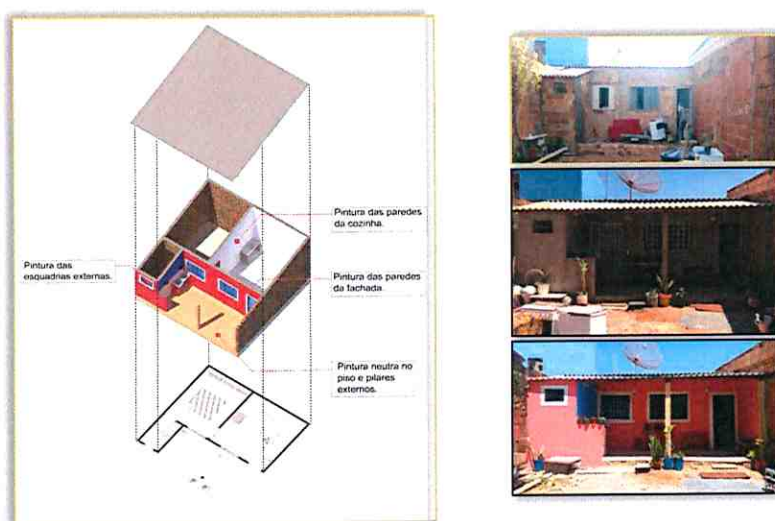 Pintura das paredes
da cozinha.
Pintura das
esquadrias externas.
Pintura das paredes
da fachada.
Pintura neutra no
piso e pilares
externos.